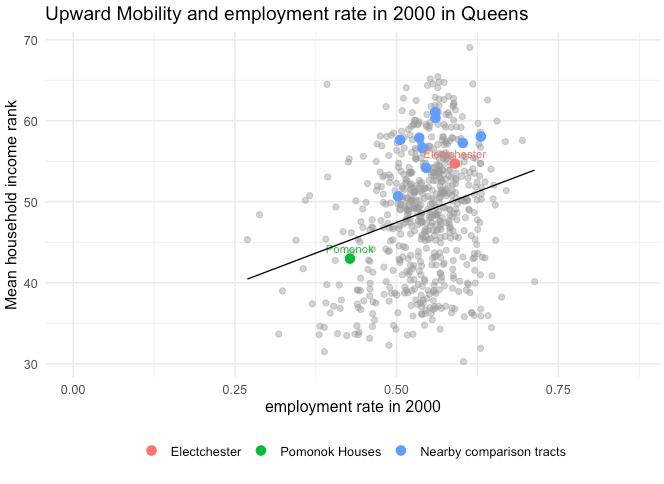 Upward Mobility and employment rate in 2000 in Queens
Mean household income rank
70
60
50
40
30
Electchester
Pomonok
0.00 0.25 0.50 0.75
employment rate in 2000
Electchester Pomonok Houses Nearby comparison tracts